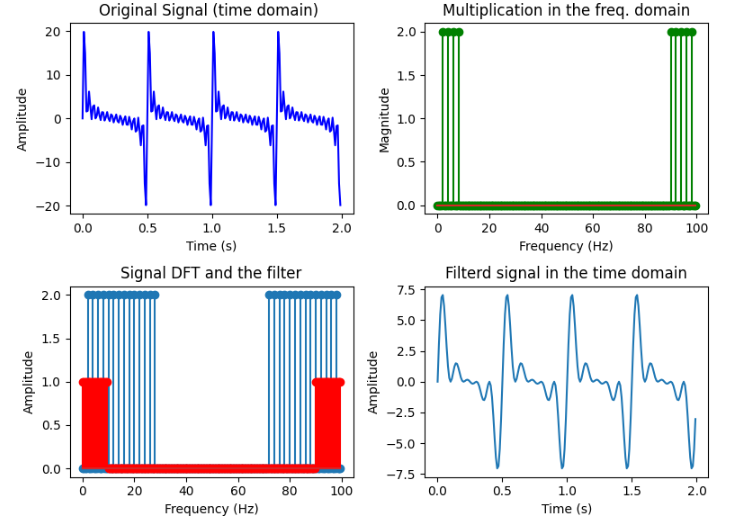 Original Signal (time domain)
20
10
0
−10
−20
Amplitude
0.0 0.5 1.0 1.5 2.0
Time (s)
Multiplication in the freq. domain
2.0
1.5
1.0
0.5
0.0
Magnitude
0 20 40 60 80 100
Frequency (Hz)
Signal DFT and the filter
2.0
1.5
1.0
0.5
0.0
Amplitude
0 20 40 60 80 100
Frequency (Hz)
Filterd signal in the time domain
7.5
5.0
2.5
0.0
−2.5
−5.0
−7.5
Amplitude
0.0 0.5 1.0 1.5 2.0
Time (s)